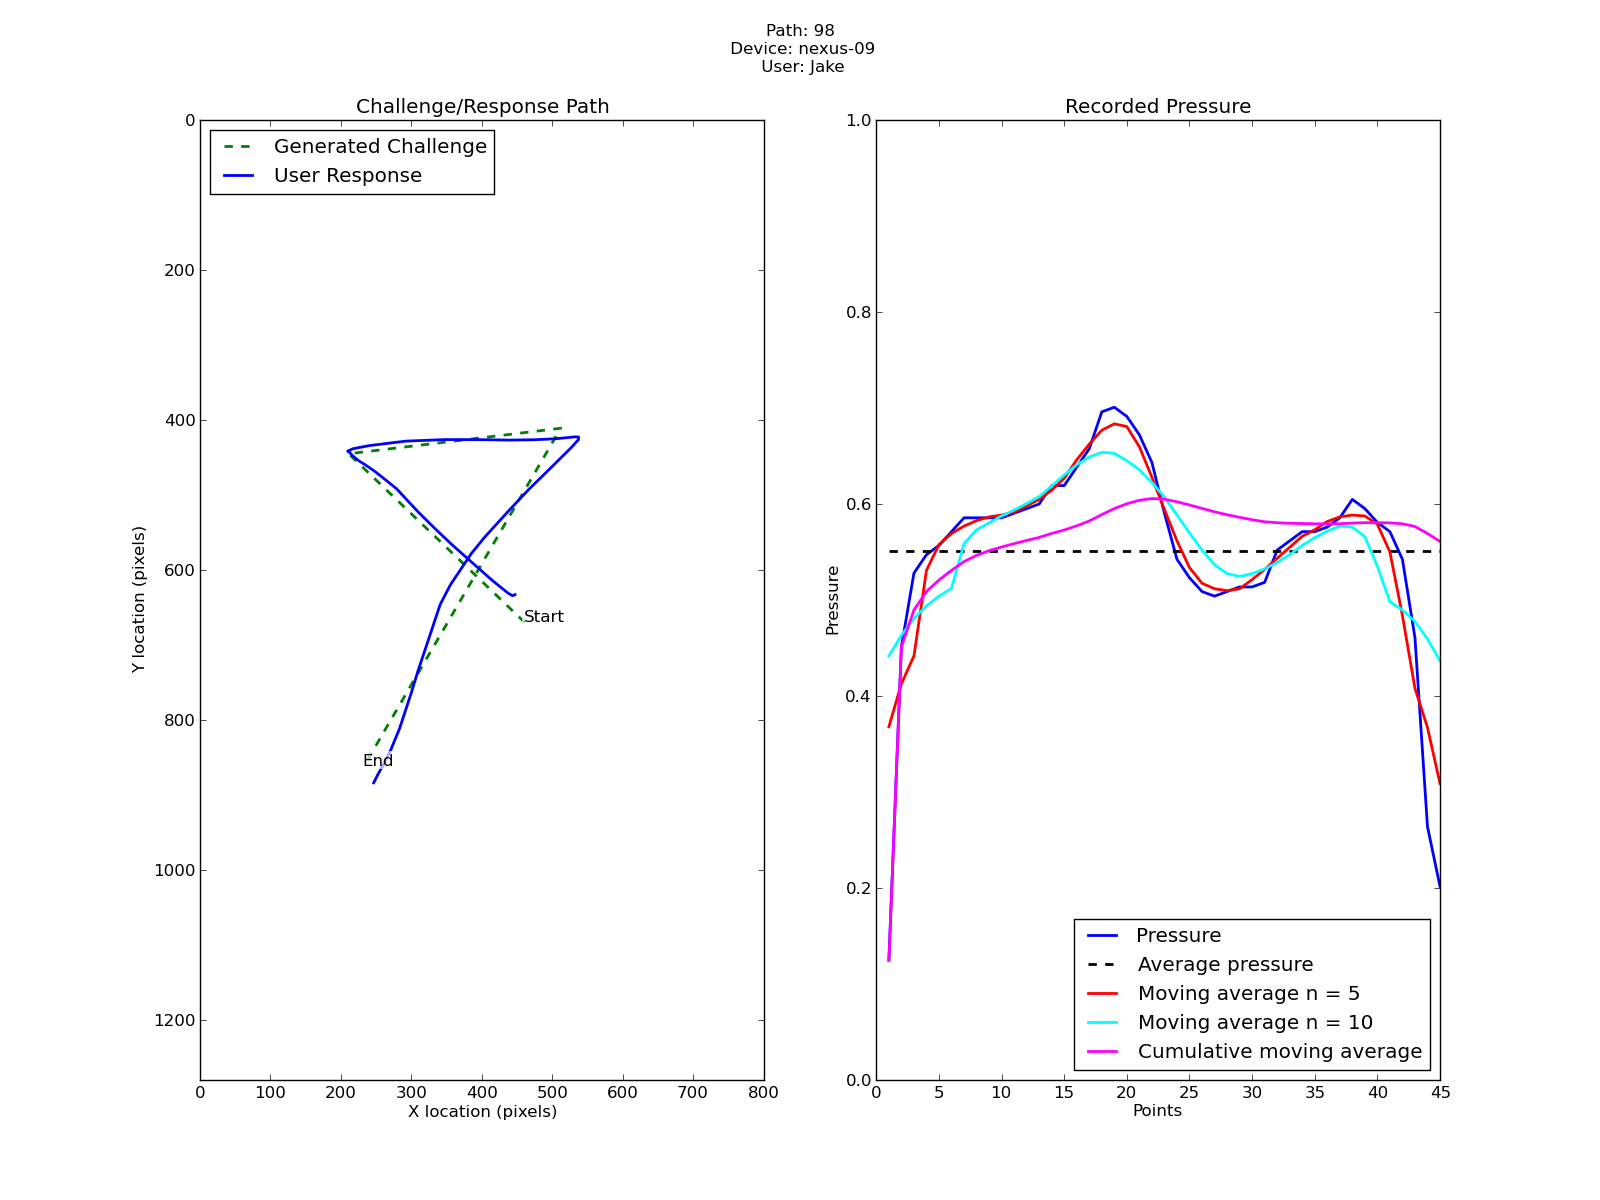 Path: 98
Device: nexus-09
User: Jake
Challenge/Response Path
0
200
400
600
800
1000
1200
Y location (pixels)
Generated Challenge
User Response
Start
End
0 100 200 300 400 500 600 700 800
X location (pixels)
Recorded Pressure
1.0
0.8
0.6
0.4
0.2
0.0
Pressure
Pressure
Average pressure
Moving average n = 5
Moving average n = 10
Cumulative moving average
0 5 10 15 20 25 30 35 40 45
Points